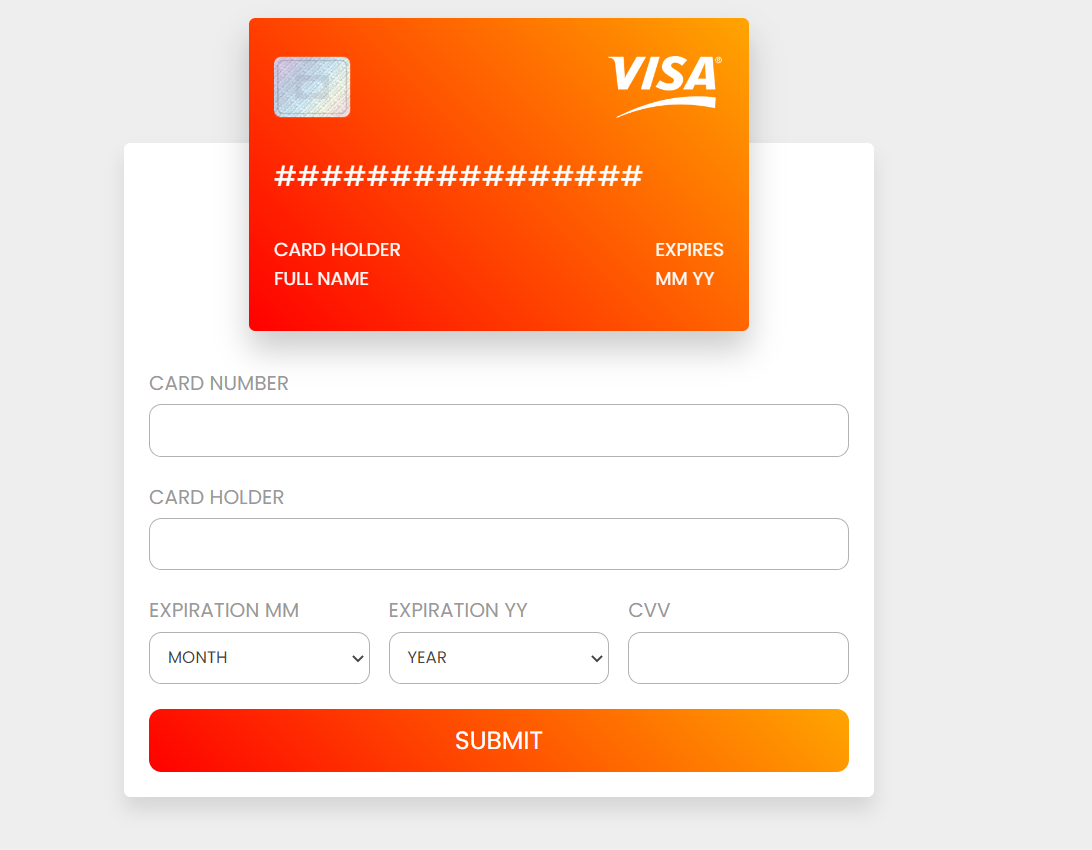 VISA®
################
CARD HOLDER
FULL NAME
EXPIRES
MM YY
CARD NUMBER
CARD HOLDER
EXPIRATION MM
EXPIRATION YY
CVV
MONTH
YEAR
SUBMIT